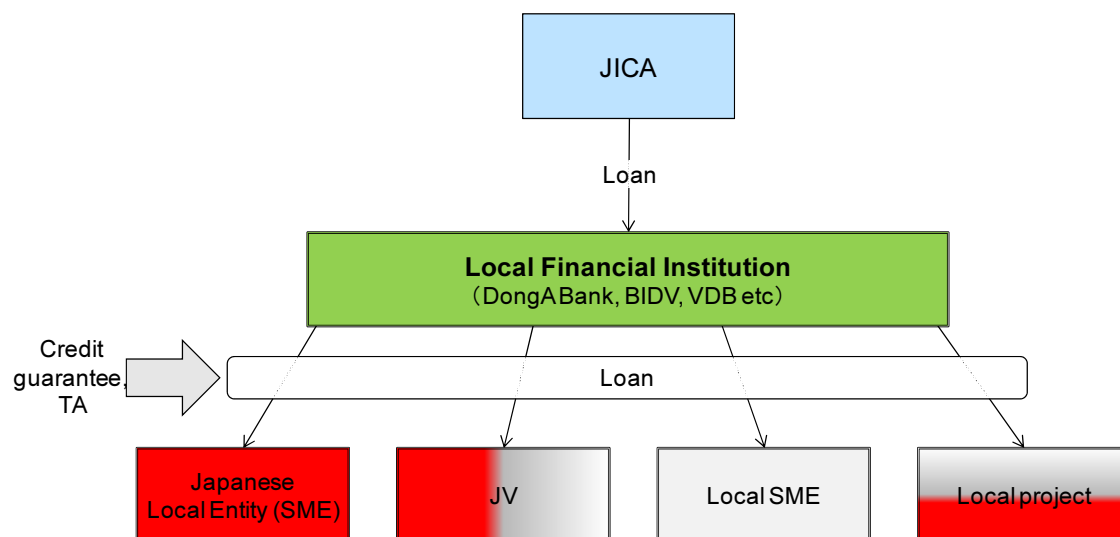 JICA
Loan
Local Financial Institution
（DongA Bank, BIDV, VDB etc）
Credit
guarantee,
TA
Loan
Japanese
Local Entity (SME)
JV
Local SME
Local project